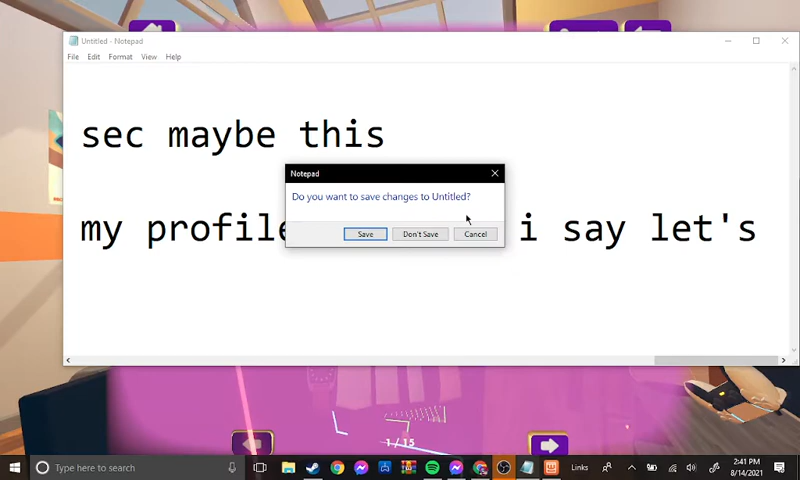 Untitled - Notepad
File Edit Format View Help
sec maybe this
Notepad
Do you want to save changes to Untitled?
my profile i say let's
Save Don't Save Cancel
1 / 15
Type here to search
Links
2:41 PM
8/14/2021